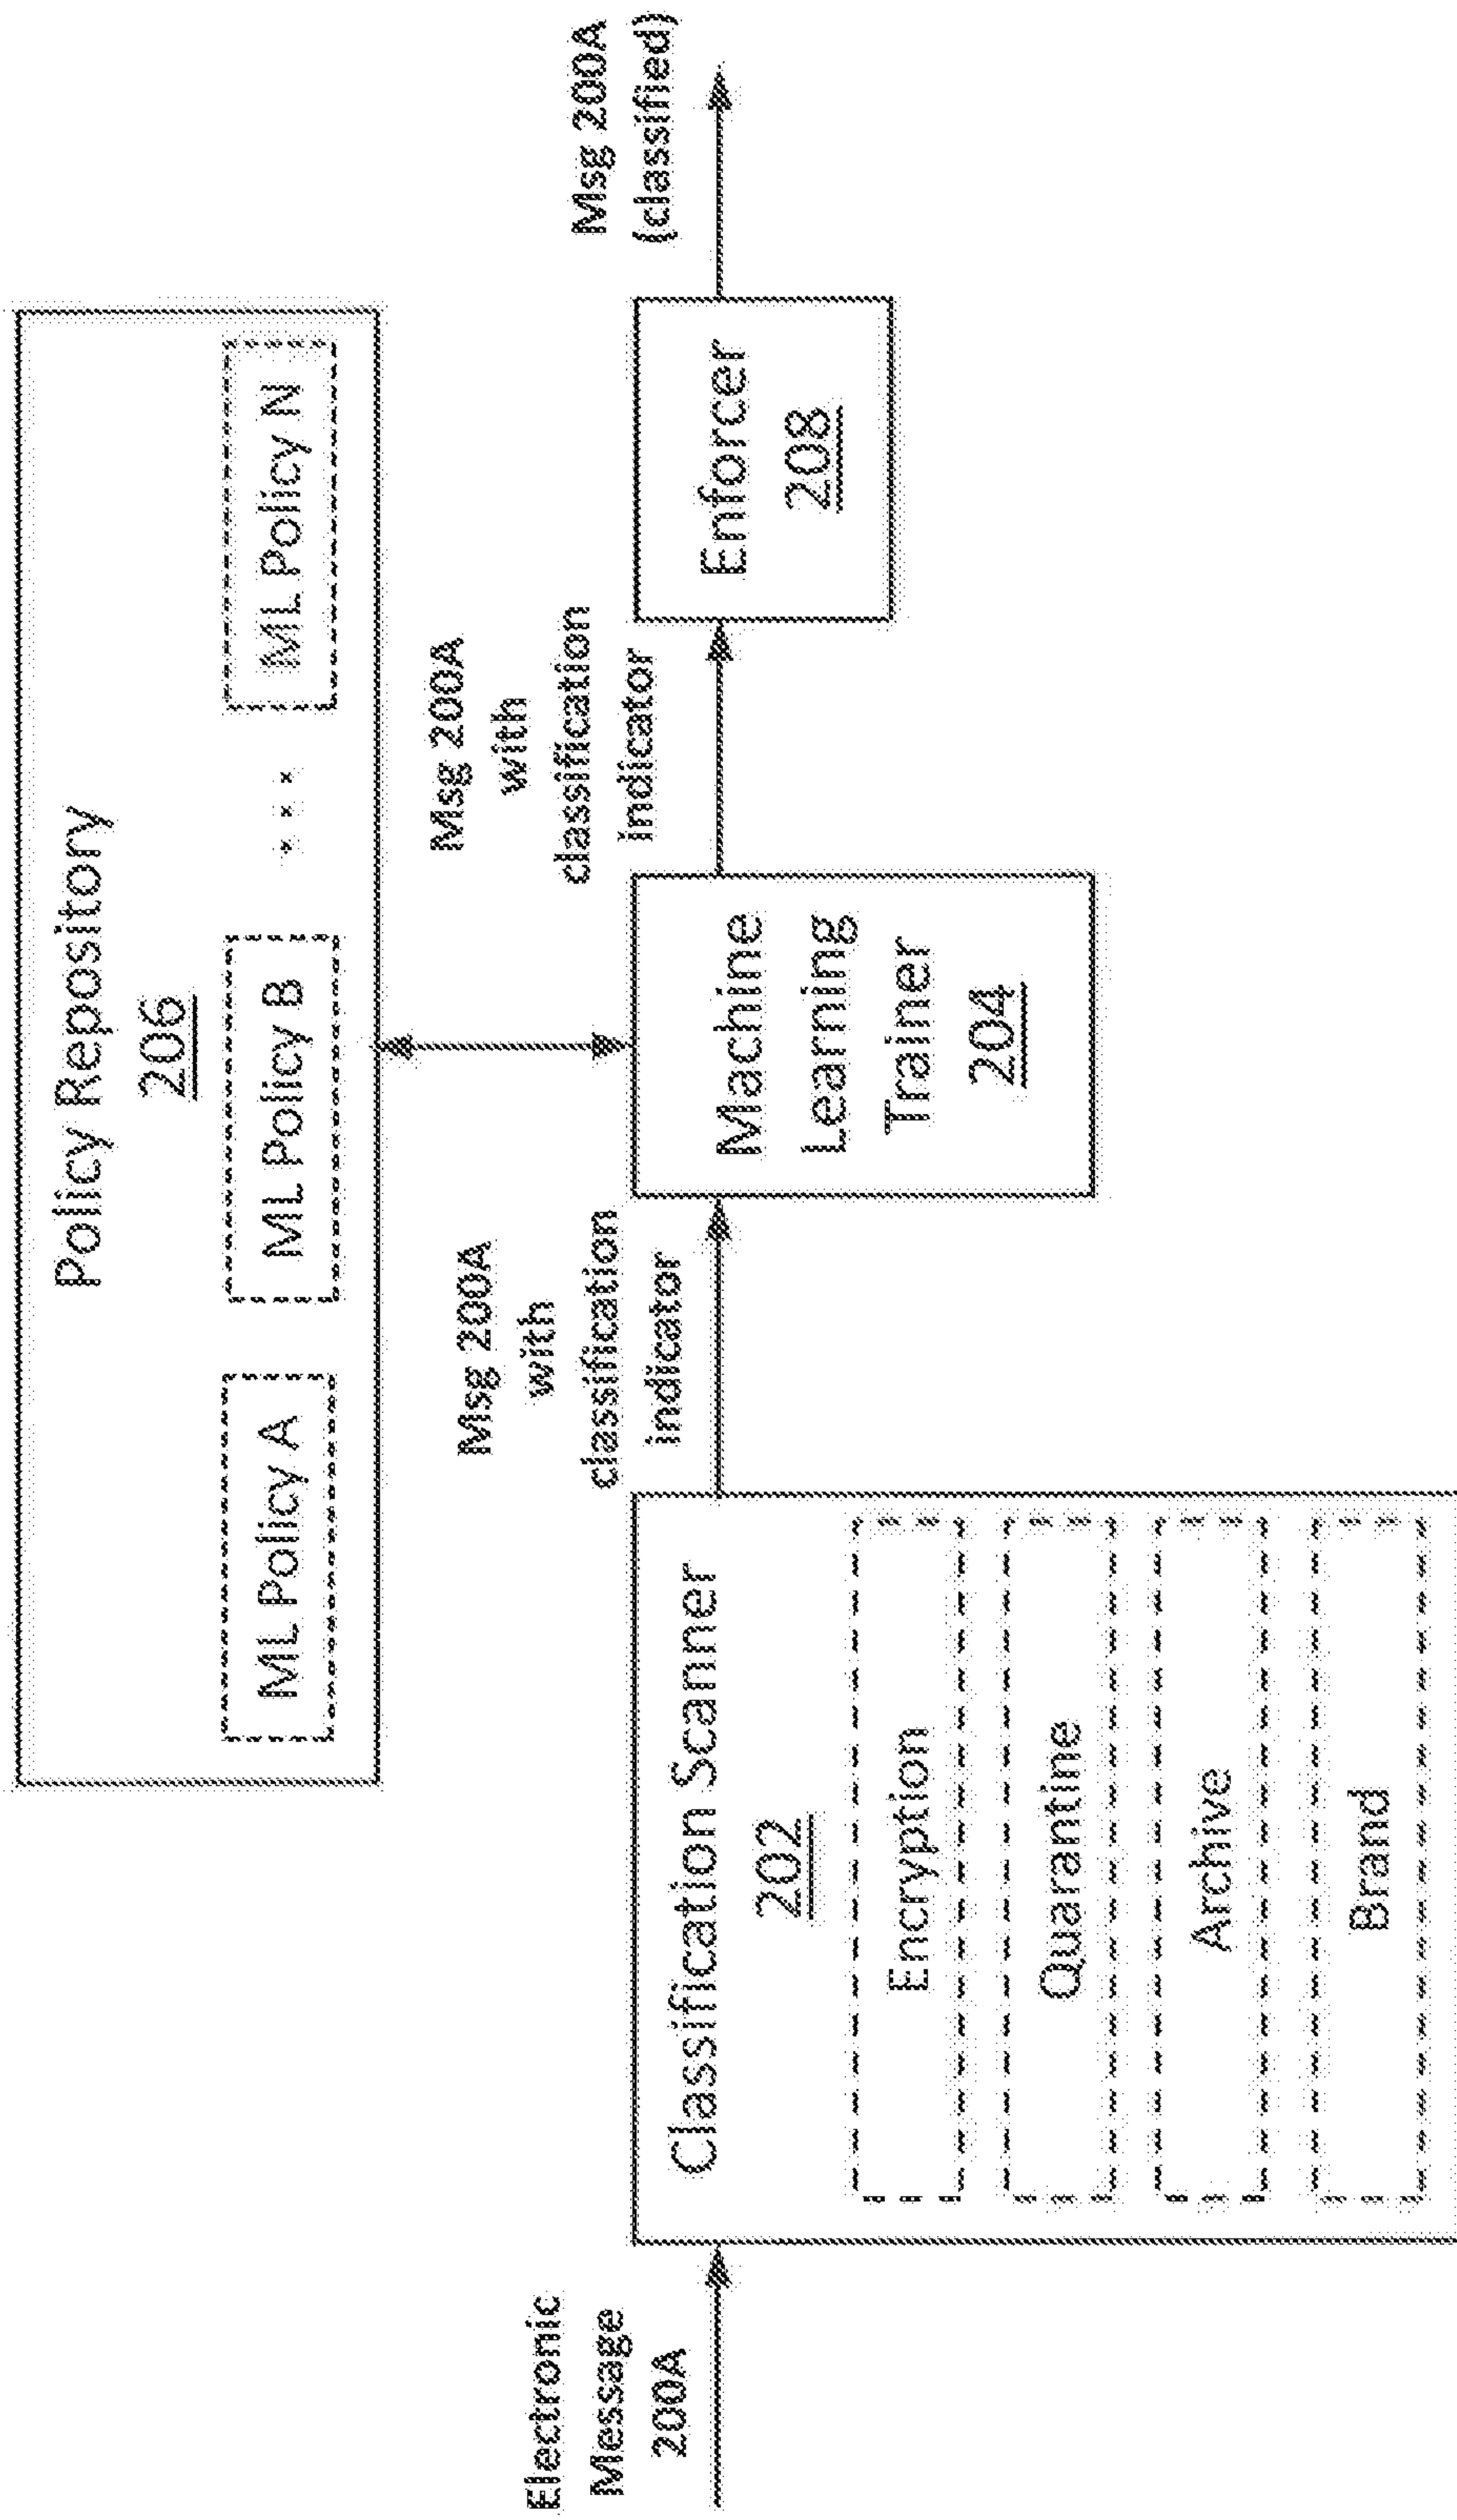 Policy Repository
206
ML Policy A
ML Policy B
...
ML Policy N
Electronic
Message
200A
Classification Scanner
202
Encryption
Quarantine
Archive
Brand
Msg 200A
with
classification
indicator
Machine
Learning
Trainer
204
Msg 200A
with
classification
indicator
Enforcer
208
Msg 200A
(classified)